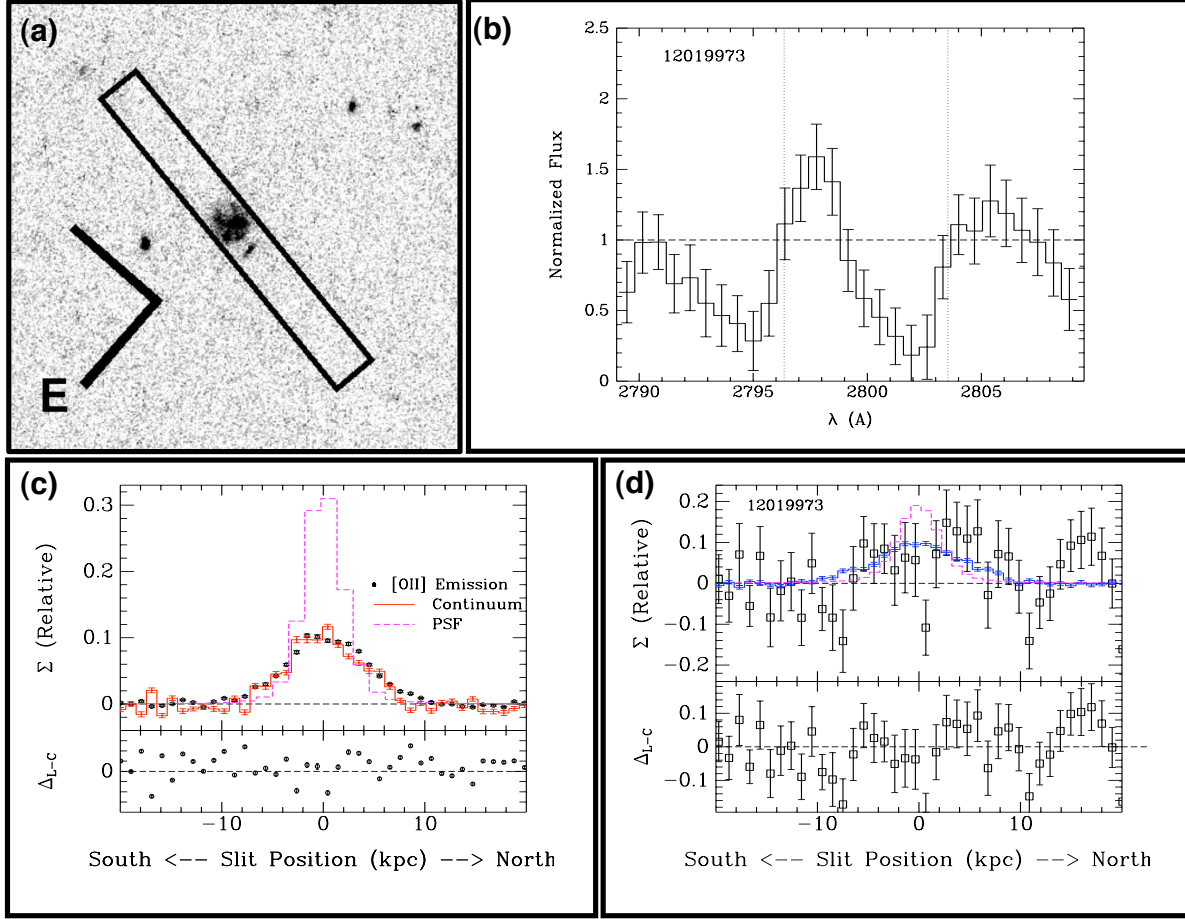 (a)
E
(b)
12019973
Normalized Flux
2.5
2
1.5
1
0.5
0
2790 2795 2800 2805
λ (A)
(c)
Σ (Relative)
0.3
0.2
0.1
0
[OII] Emission
Continuum
PSF
Δ_L-C
0
-10 0 10
South <-- Slit Position (kpc) --> North
(d)
12019973
Σ (Relative)
0.2
0.1
0
-0.1
-0.2
Δ_L-C
0.1
0
-0.1
-10 0 10
South <-- Slit Position (kpc) --> North